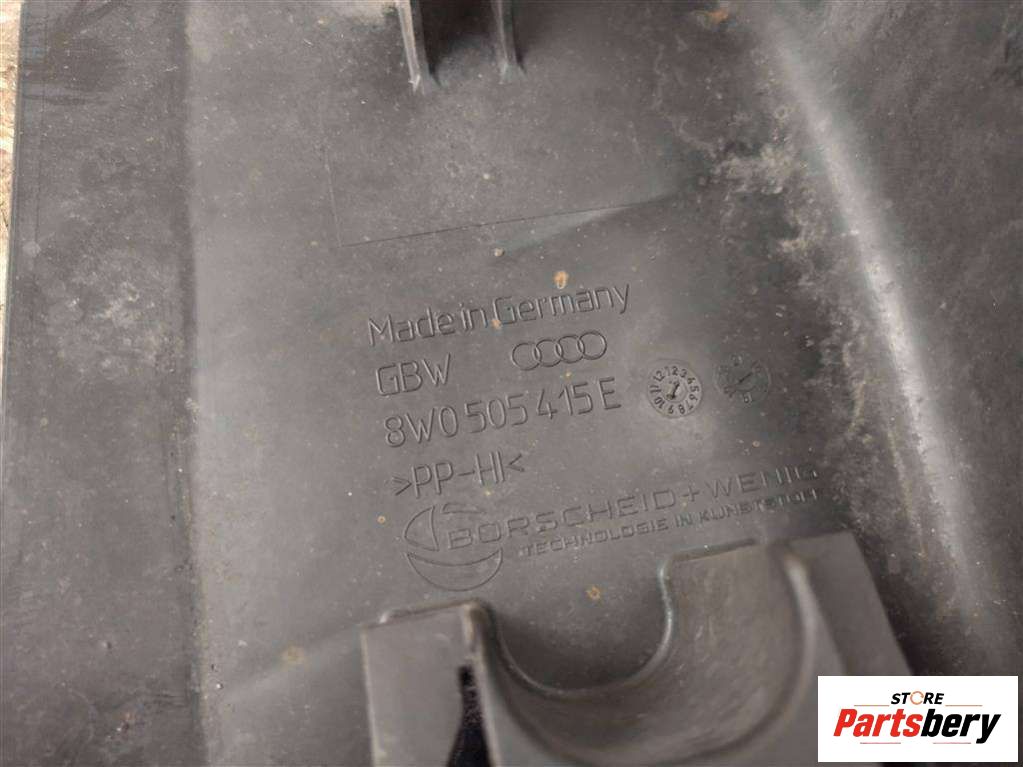 Made in Germany
GBW
8W0 505 415 E
>PP-HI<
BORSCHEID+WENIG
TECHNOLOGIE IN KUNSTSTOFF
STORE
Partsbery